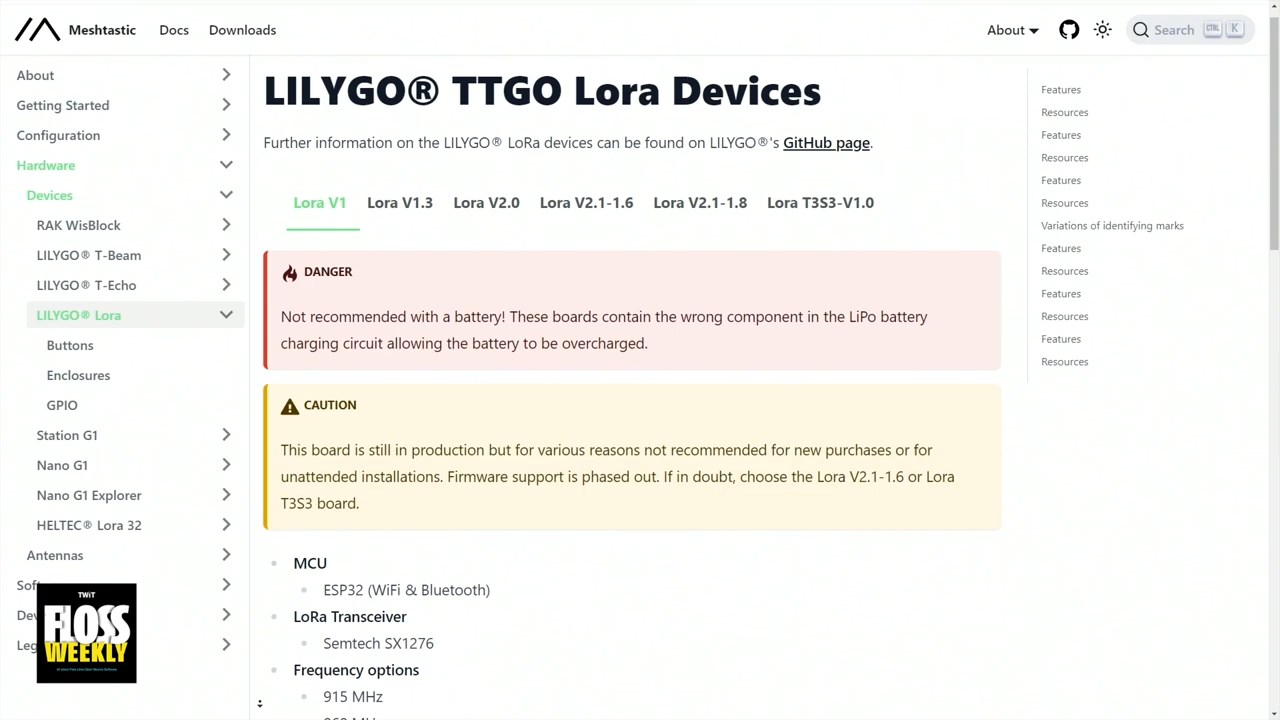 Meshtastic
Docs
Downloads
About
Search
CTRL
K
About
Getting Started
Configuration
Hardware
Devices
RAK WisBlock
LILYGO® T-Beam
LILYGO® T-Echo
LILYGO® Lora
Buttons
Enclosures
GPIO
Station G1
Nano G1
Nano G1 Explorer
HELTEC® Lora 32
Antennas
TWiT
FLOSS
WEEKLY
LILYGO® TTGO Lora Devices
Further information on the LILYGO® LoRa devices can be found on LILYGO®'s GitHub page.
Lora V1
Lora V1.3
Lora V2.0
Lora V2.1-1.6
Lora V2.1-1.8
Lora T3S3-V1.0
DANGER
Not recommended with a battery! These boards contain the wrong component in the LiPo battery
charging circuit allowing the battery to be overcharged.
CAUTION
This board is still in production but for various reasons not recommended for new purchases or for
unattended installations. Firmware support is phased out. If in doubt, choose the Lora V2.1-1.6 or Lora
T3S3 board.
MCU
ESP32 (WiFi & Bluetooth)
LoRa Transceiver
Semtech SX1276
Frequency options
915 MHz
Features
Resources
Features
Resources
Features
Resources
Variations of identifying marks
Features
Resources
Features
Resources
Features
Resources